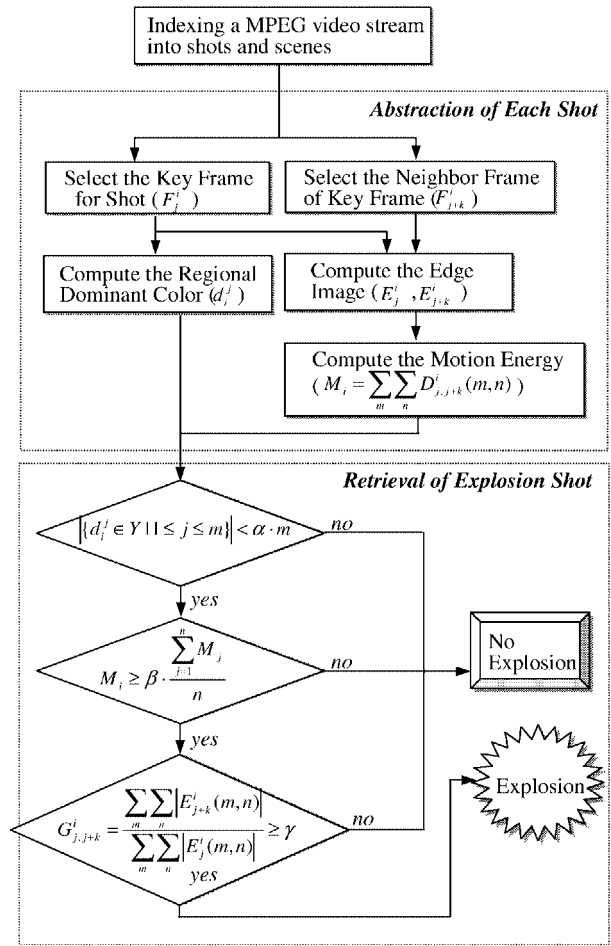 Indexing a MPEG video stream
into shots and scenes
Abstraction of Each Shot
Select the Key Frame
for Shot (F_j^i)
Select the Neighbor Frame
of Key Frame (F_{j+k}^i)
Compute the Regional
Dominant Color (d_i^j)
Compute the Edge
Image (E_j^i, E_{j+k}^i)
Compute the Motion Energy
(M_i = ∑_m ∑_n D_{j,j+k}^i(m,n))
Retrieval of Explosion Shot
|{d_i^j ∈ Y | 1 ≤ j ≤ m}| < α · m
no
yes
M_i ≥ β · (∑_{j=1}^n M_j) / n
no
No
Explosion
yes
G_{j,j+k}^i = (∑_m ∑_n |E_{j+k}^i(m,n)|) / (∑_m ∑_n |E_j^i(m,n)|) ≥ γ
no
yes
Explosion